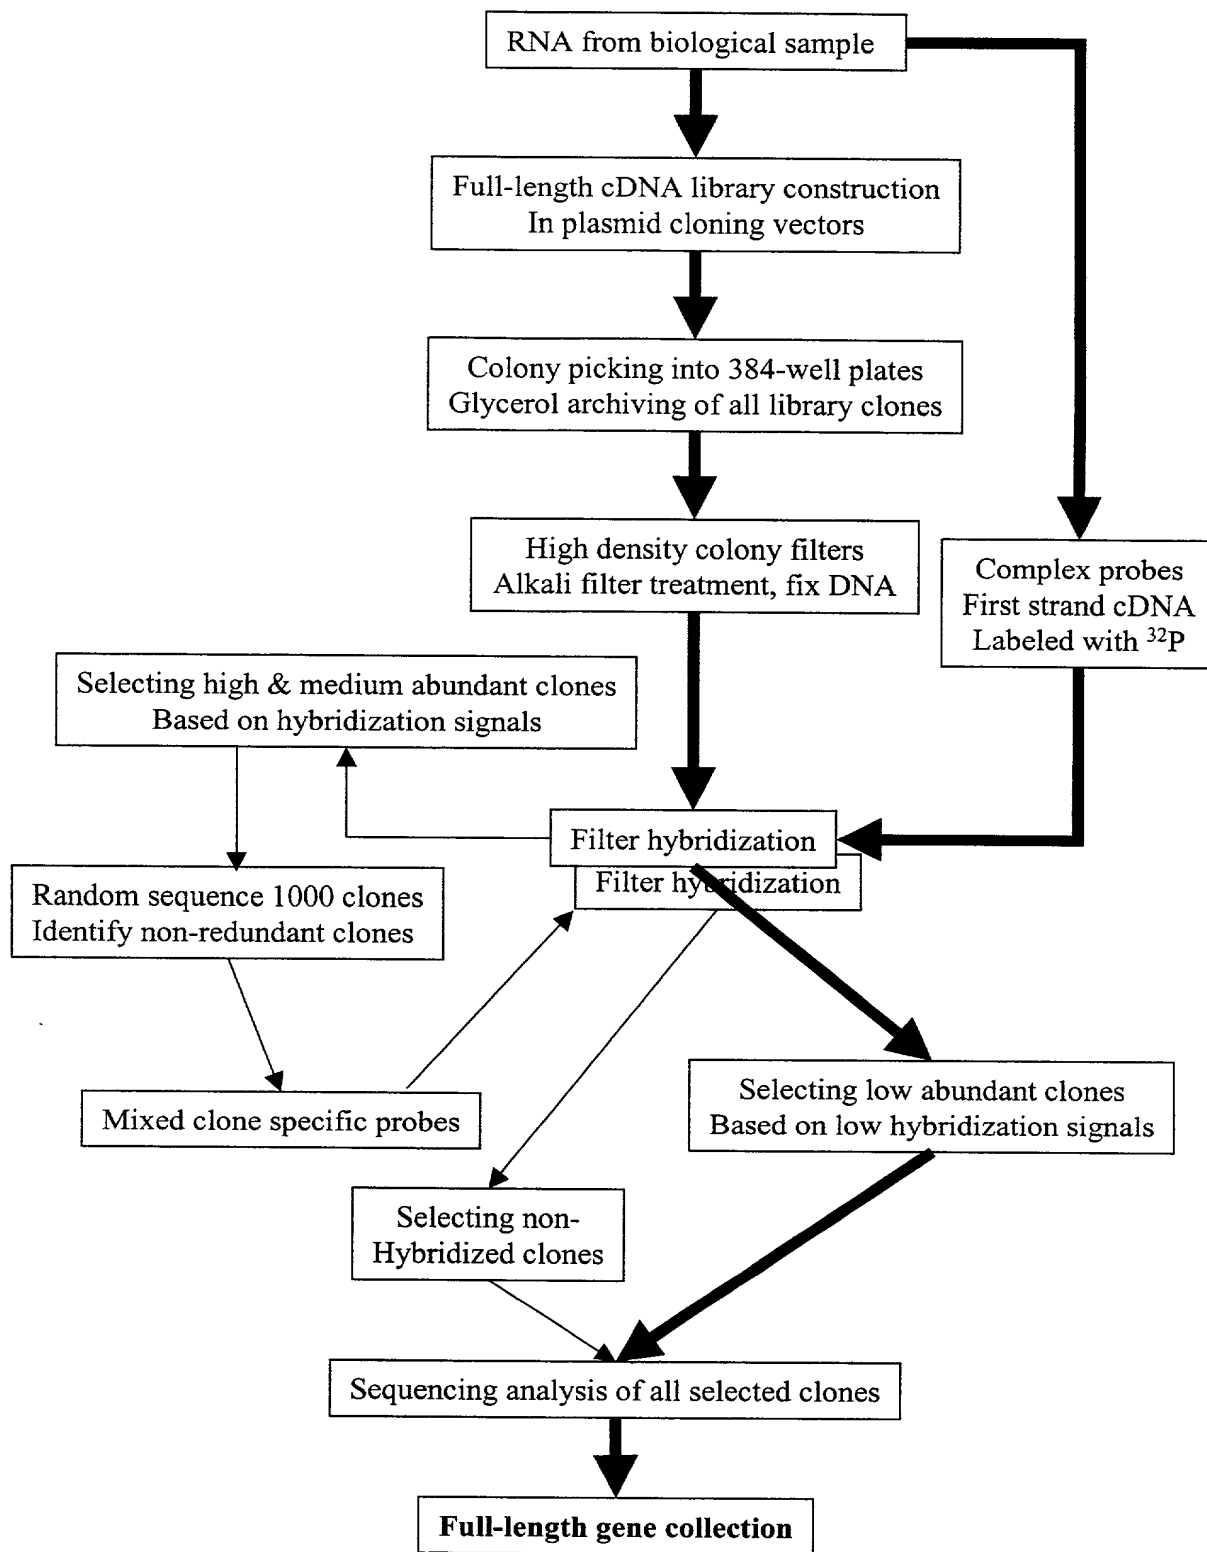 RNA from biological sample
Full-length cDNA library construction
In plasmid cloning vectors
Colony picking into 384-well plates
Glycerol archiving of all library clones
High density colony filters
Alkali filter treatment, fix DNA
Complex probes
First strand cDNA
Labeled with ³²P
Selecting high & medium abundant clones
Based on hybridization signals
Filter hybridization
Filter hybridization
Random sequence 1000 clones
Identify non-redundant clones
Mixed clone specific probes
Selecting low abundant clones
Based on low hybridization signals
Selecting non-
Hybridized clones
Sequencing analysis of all selected clones
Full-length gene collection